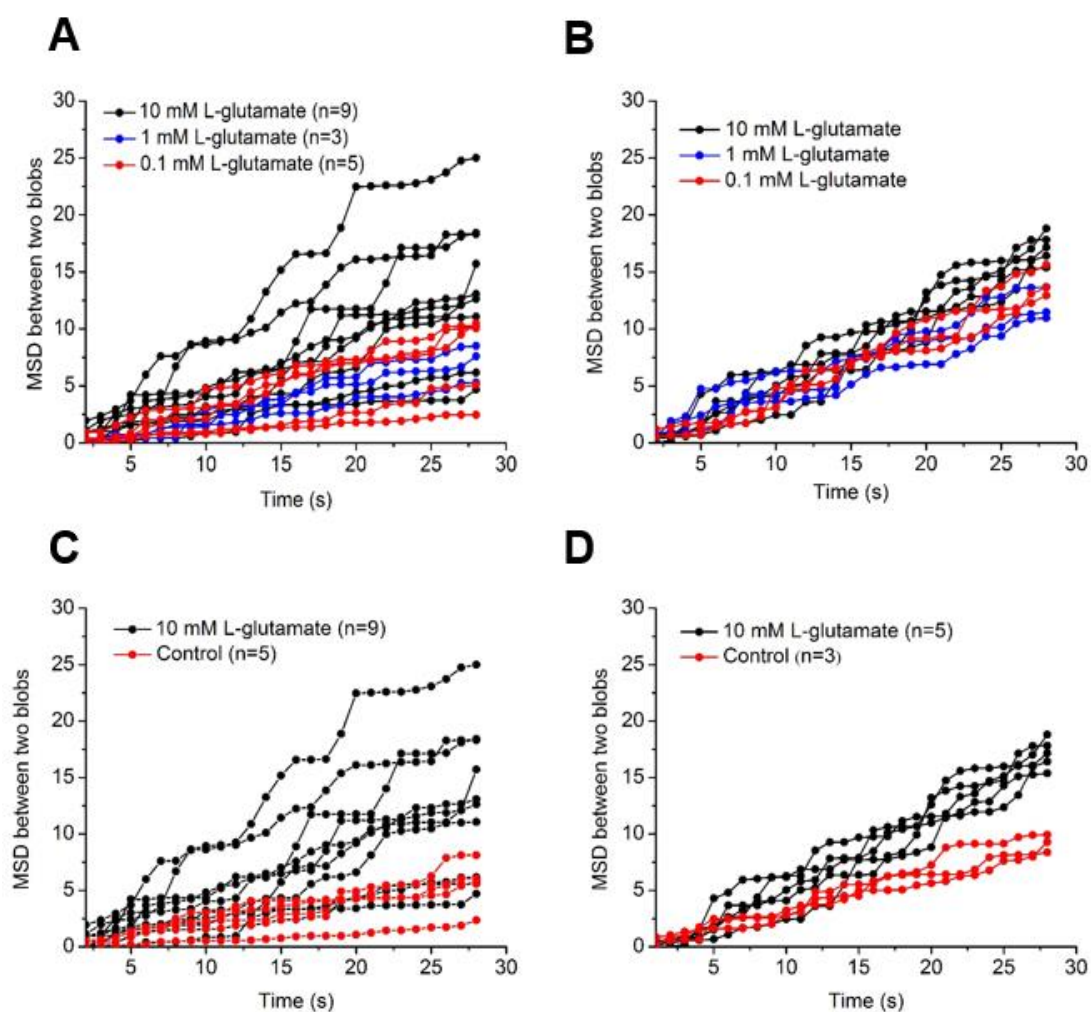 A
MSD between two blobs
30
25
20
15
10
5
0
10 mM L-glutamate (n=9)
1 mM L-glutamate (n=3)
0.1 mM L-glutamate (n=5)
5 10 15 20 25 30
Time (s)
B
MSD between two blobs
30
25
20
15
10
5
0
10 mM L-glutamate
1 mM L-glutamate
0.1 mM L-glutamate
5 10 15 20 25 30
Time (s)
C
MSD between two blobs
30
25
20
15
10
5
0
10 mM L-glutamate (n=9)
Control (n=5)
5 10 15 20 25 30
Time (s)
D
MSD between two blobs
30
25
20
15
10
5
0
10 mM L-glutamate (n=5)
Control (n=3)
5 10 15 20 25 30
Time (s)